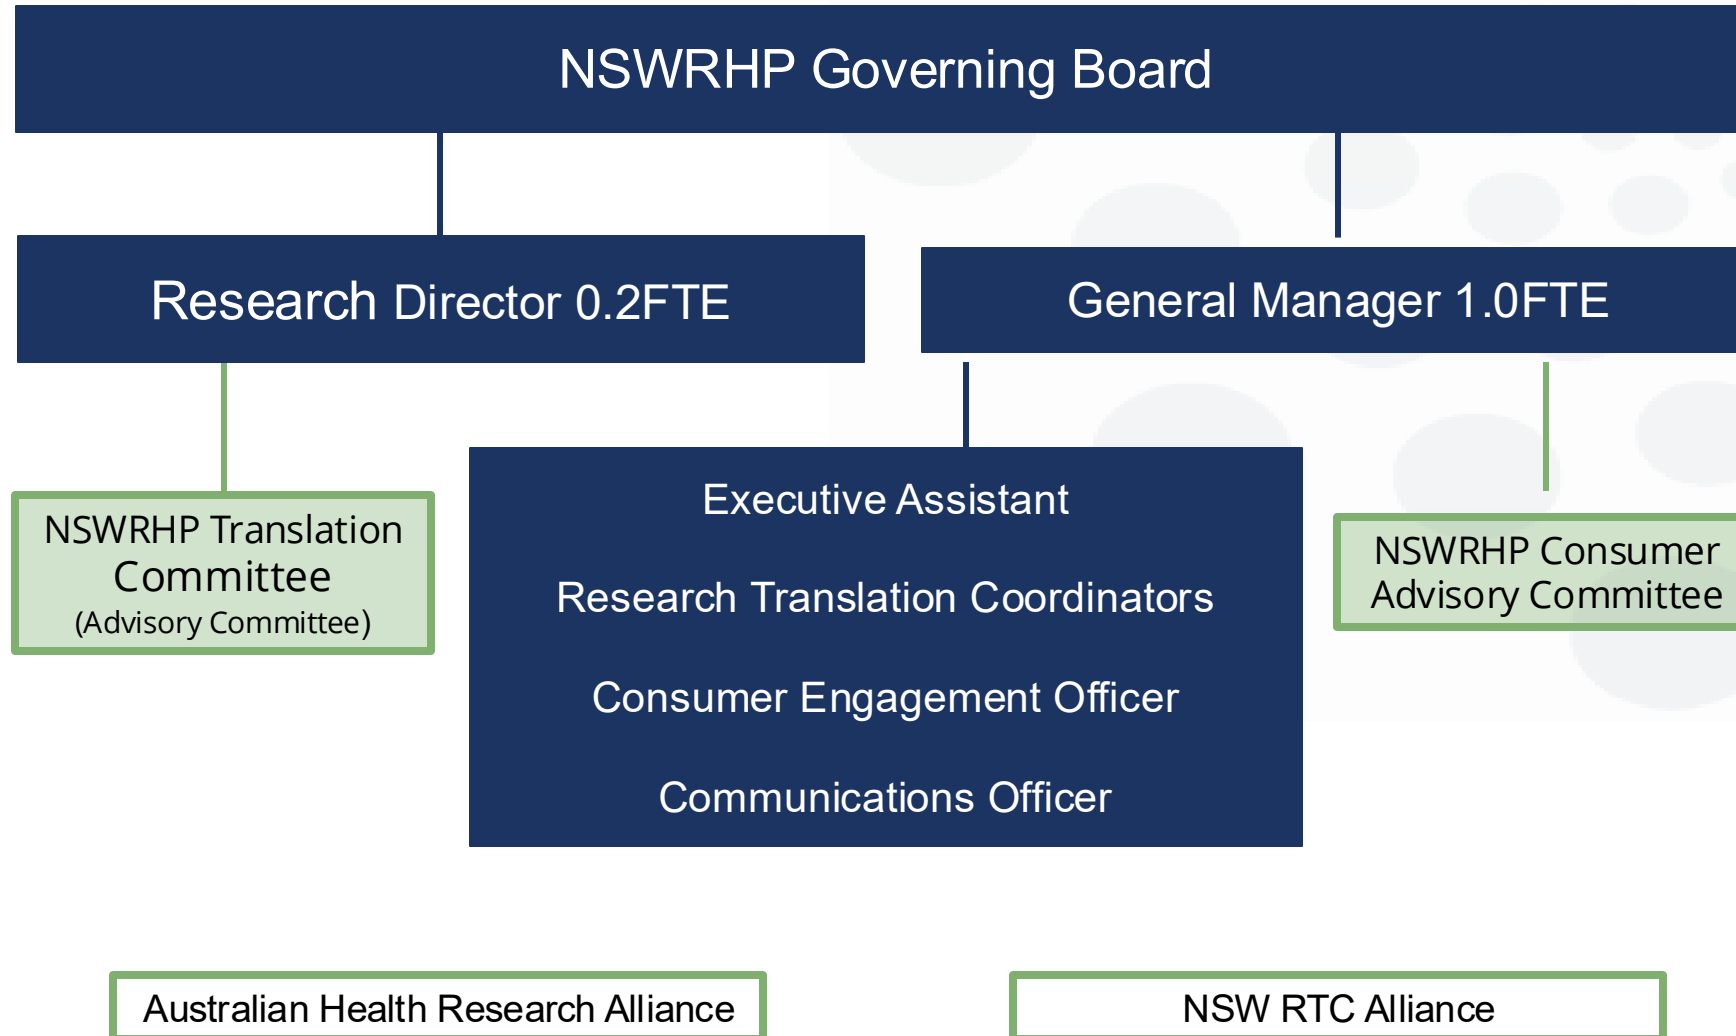 NSWRHP Governing Board
Research Director 0.2FTE
General Manager 1.0FTE
NSWRHP Translation
Committee
(Advisory Committee)
Executive Assistant
Research Translation Coordinators
Consumer Engagement Officer
Communications Officer
NSWRHP Consumer
Advisory Committee
Australian Health Research Alliance
NSW RTC Alliance